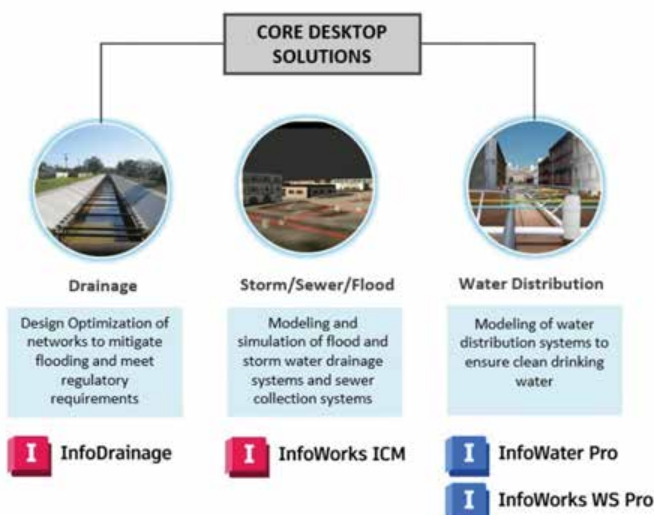 CORE DESKTOP
SOLUTIONS
Drainage
Design Optimization of
networks to mitigate
flooding and meet
regulatory
requirements
I InfoDrainage
Storm/Sewer/Flood
Modeling and
simulation of flood and
storm water drainage
systems and sewer
collection systems
I InfoWorks ICM
Water Distribution
Modeling of water
distribution systems to
ensure clean drinking
water
I InfoWater Pro
I InfoWorks WS Pro